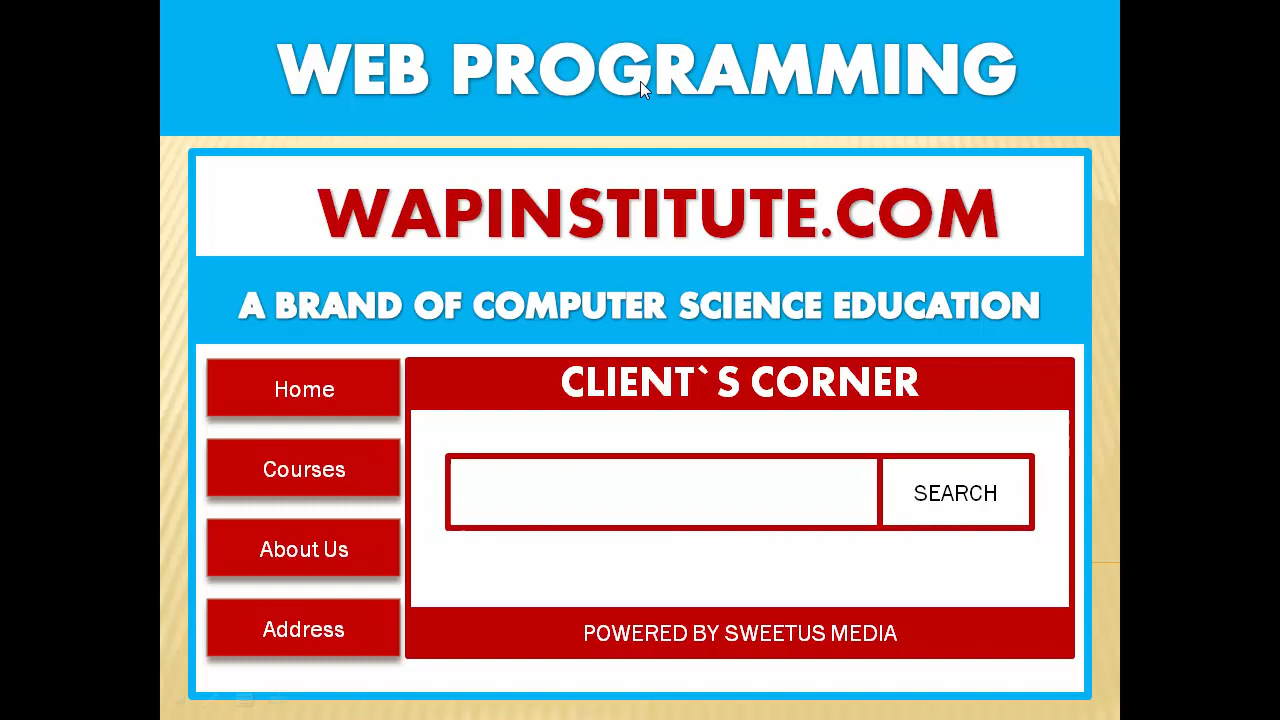 WEB PROGRAMMING
WAPINSTITUTE.COM
A BRAND OF COMPUTER SCIENCE EDUCATION
Home
Courses
About Us
Address
CLIENT`S CORNER
SEARCH
POWERED BY SWEETUS MEDIA